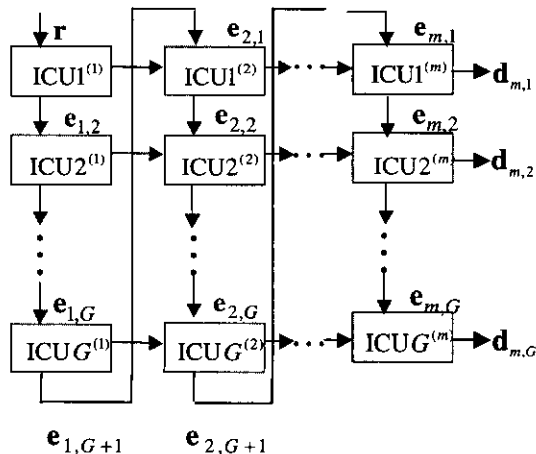 r e₂,₁ eₘ,₁
ICU1⁽¹⁾ ICU1⁽²⁾ ··· ICU1⁽ᵐ⁾ dₘ,₁
e₁,₂ e₂,₂ eₘ,₂
ICU2⁽¹⁾ ICU2⁽²⁾ ··· ICU2⁽ᵐ dₘ,₂
e₁,G e₂,G eₘ,G
ICUG⁽¹⁾ ICUG⁽²⁾ ··· ICUG⁽ᵐ⁾ dₘ,G
e₁,G₊₁ e₂,G₊₁